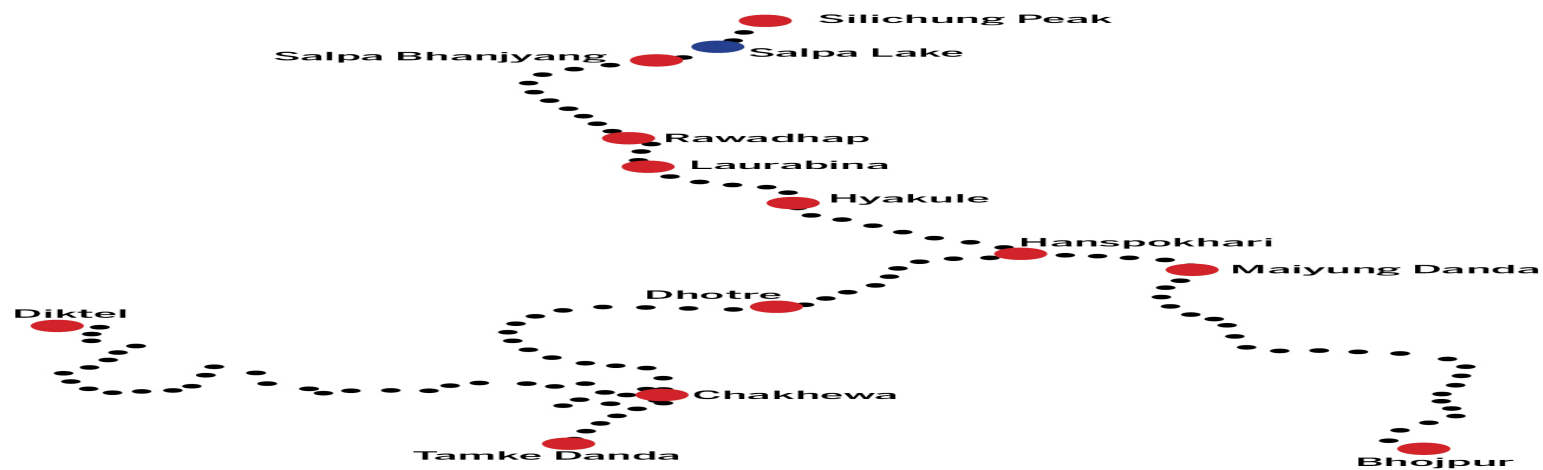 Silichung Peak
Salpa Bhanjyang
Salpa Lake
Rawadhap
Laurabina
Hyakule
Hanspokhari
Maiyung Danda
Dhotre
Diktel
Chakhewa
Tamke Danda
Bhojpur